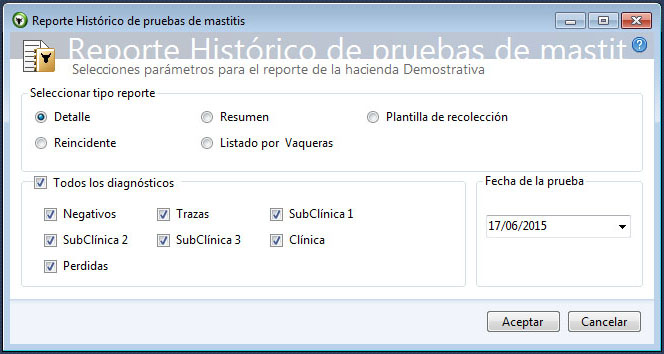 Reporte Histórico de pruebas de mastitis
Reporte Histórico de pruebas de mastit
Selecciones parámetros para el reporte de la hacienda Demostrativa
Seleccionar tipo reporte
Detalle Resumen Plantilla de recolección
Reincidente Listado por Vaqueras
Todos los diagnósticos
Negativos Trazas SubClínica 1
SubClínica 2 SubClínica 3 Clínica
Perdidas
Fecha de la prueba
17/06/2015
Aceptar Cancelar